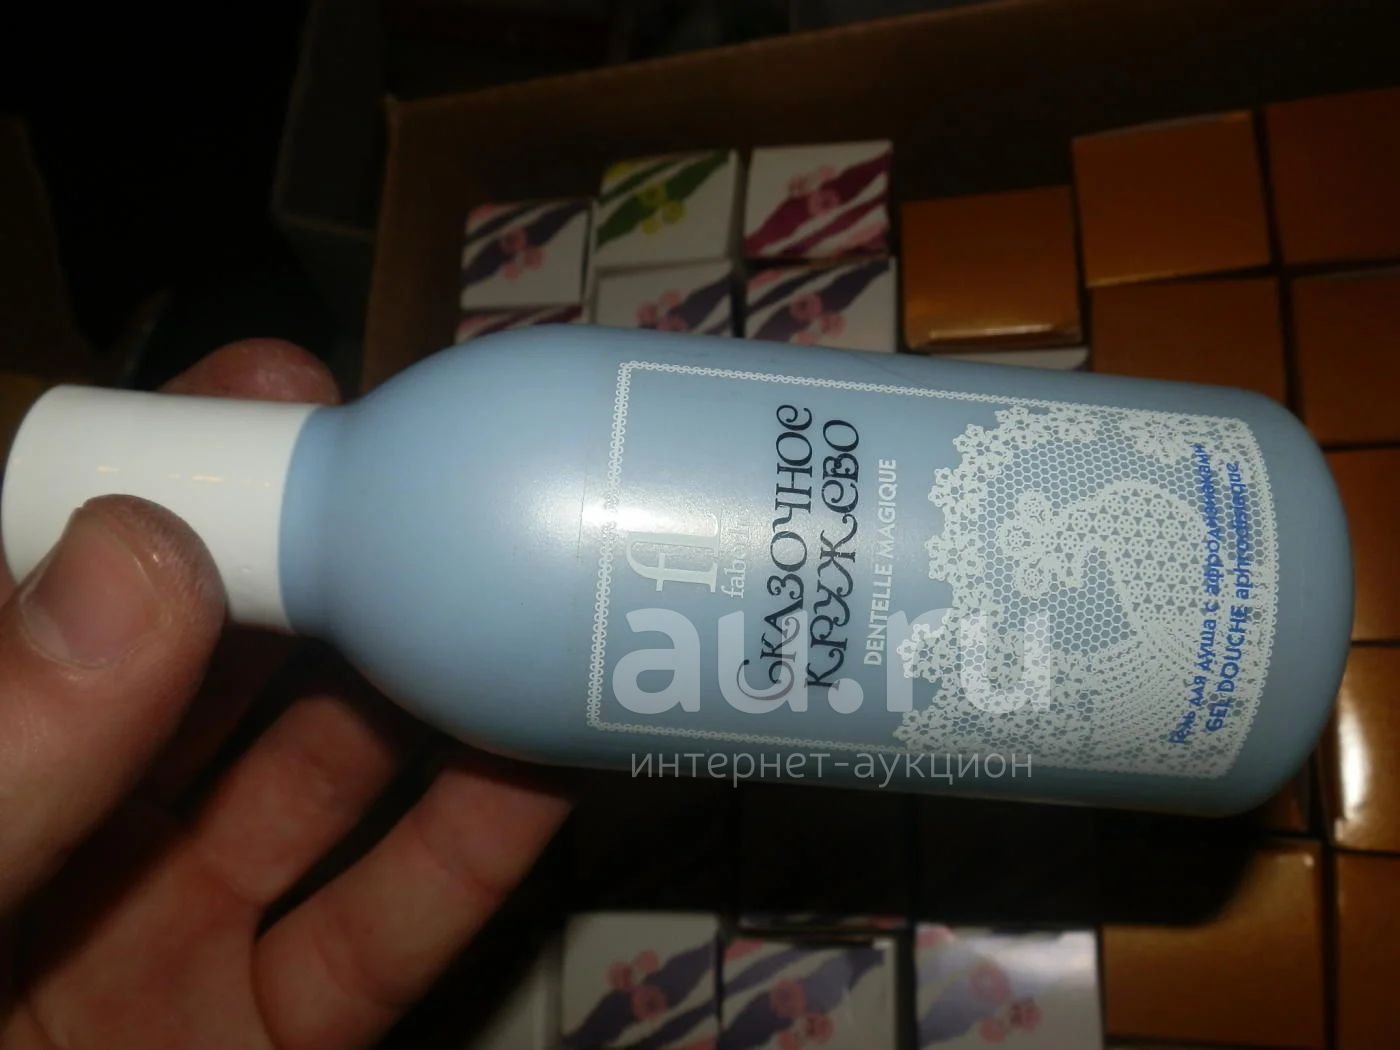 fl
faberlic
Сказочное
кружево
DENTELLE MAGIQUE
Гель для душа с афродизиаками
GEL DOUCHE aphrodisiaque
au.ru
интернет-аукцион